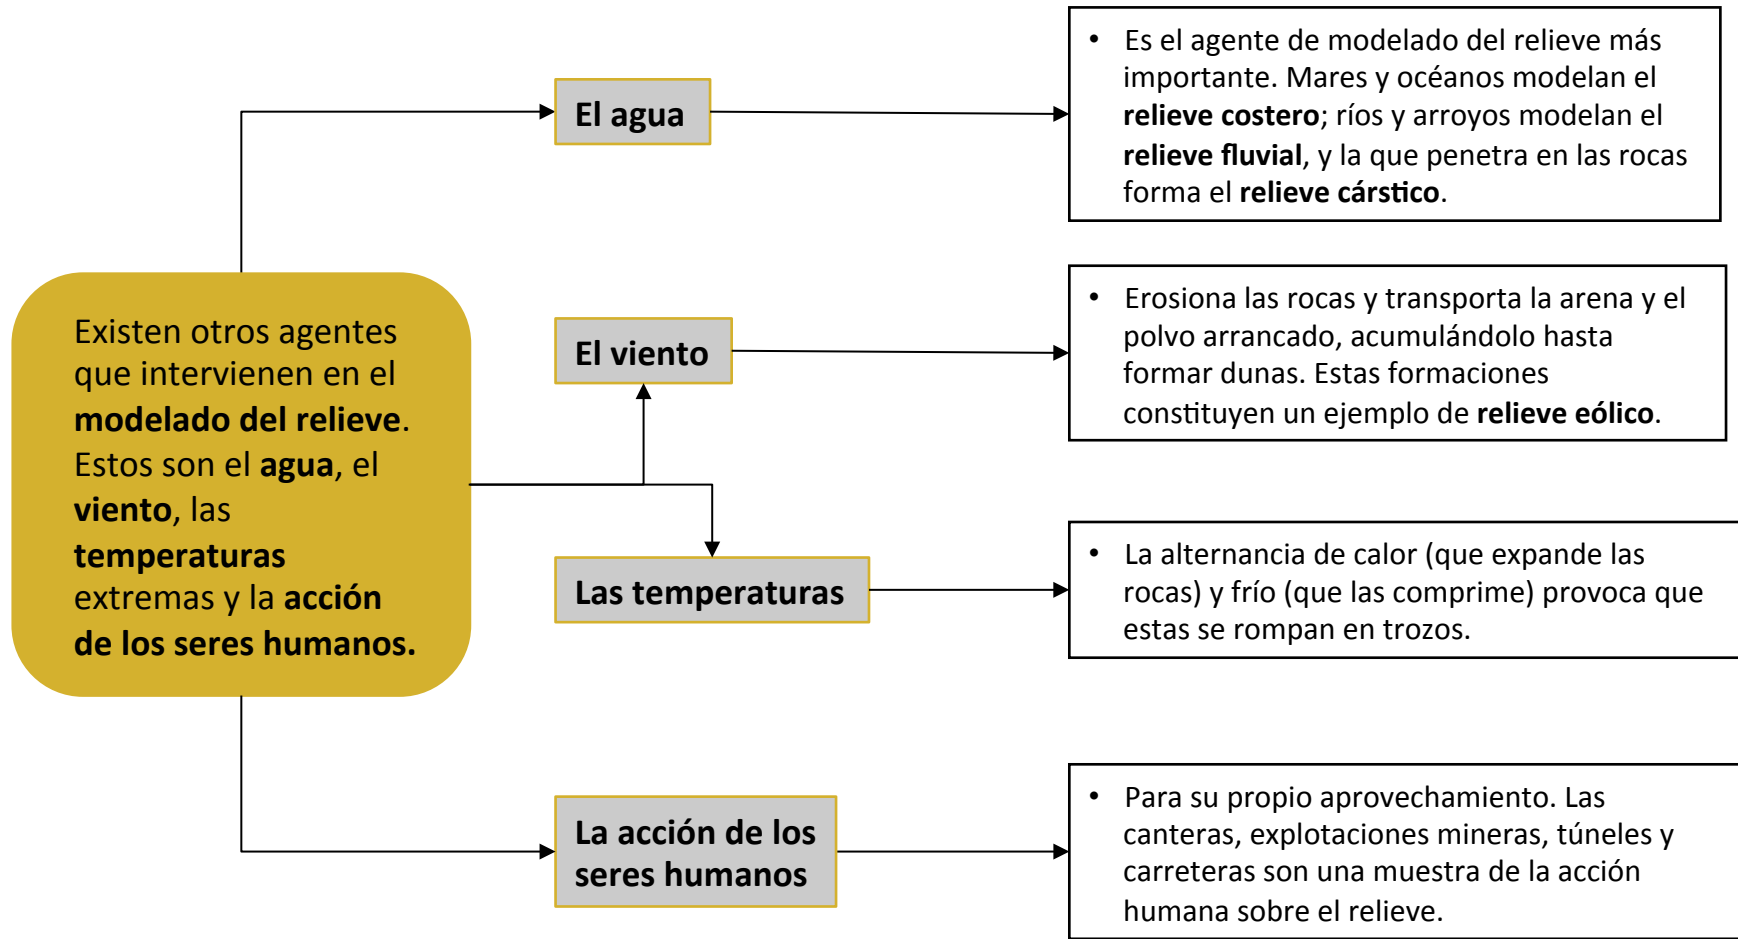 Existen otros agentes
que intervienen en el
modelado del relieve.
Estos son el agua, el
viento, las
temperaturas
extremas y la acción
de los seres humanos.
El agua
• Es el agente de modelado del relieve más
importante. Mares y océanos modelan el
relieve costero; ríos y arroyos modelan el
relieve fluvial, y la que penetra en las rocas
forma el relieve cárstico.
El viento
• Erosiona las rocas y transporta la arena y el
polvo arrancado, acumulándolo hasta
formar dunas. Estas formaciones
constituyen un ejemplo de relieve eólico.
Las temperaturas
• La alternancia de calor (que expande las
rocas) y frío (que las comprime) provoca que
estas se rompan en trozos.
La acción de los
seres humanos
• Para su propio aprovechamiento. Las
canteras, explotaciones mineras, túneles y
carreteras son una muestra de la acción
humana sobre el relieve.